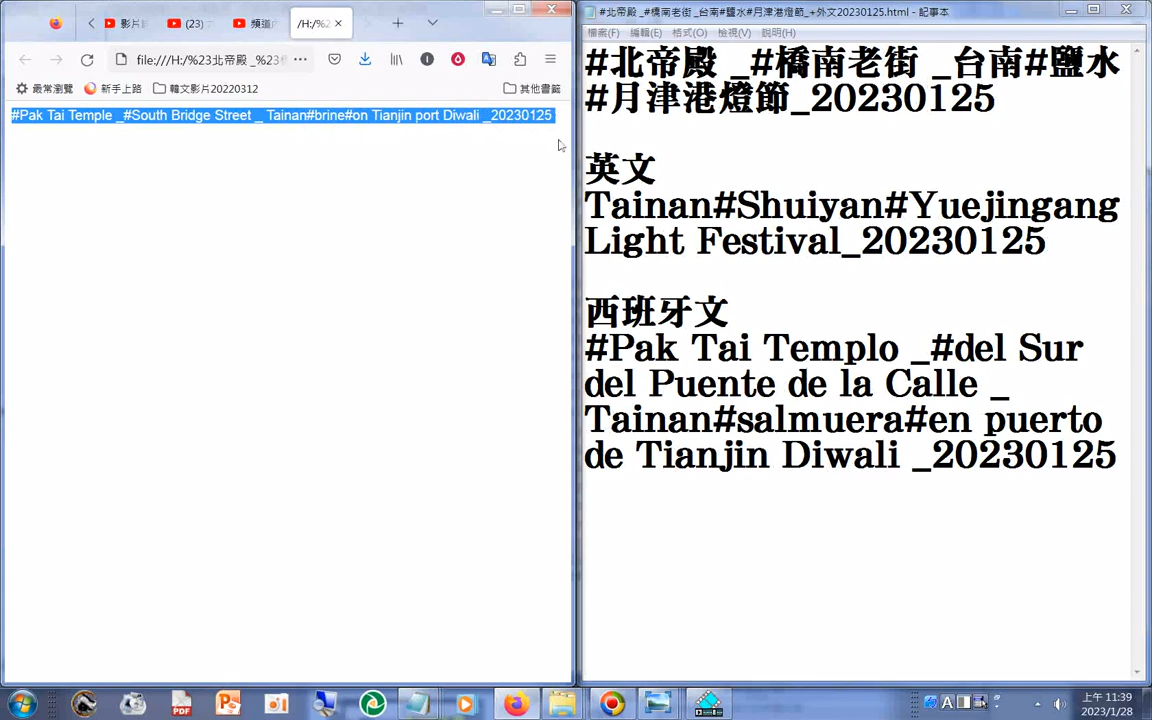 影片
(23)
頻道
/H:/%2
#北帝殿 _#橋南老街 _台南#鹽水#月津港燈節_+外文20230125.html - 記事本
檔案(F) 編輯(E) 格式(O) 檢視(V) 說明(H)
file:///H:/%23北帝殿 _%23
最常瀏覽 新手上路 韓文影片20220312 其他書籤
#Pak Tai Temple _#South Bridge Street _ Tainan#brine#on Tianjin port Diwali _20230125
#北帝殿 _#橋南老街 _台南#鹽水
#月津港燈節_20230125
英文
Tainan#Shuiyan#Yuejingang
Light Festival_20230125
西班牙文
#Pak Tai Templo _#del Sur
del Puente de la Calle _
Tainan#salmuera#en puerto
de Tianjin Diwali _20230125
PDF
上午 11:39
2023/1/28